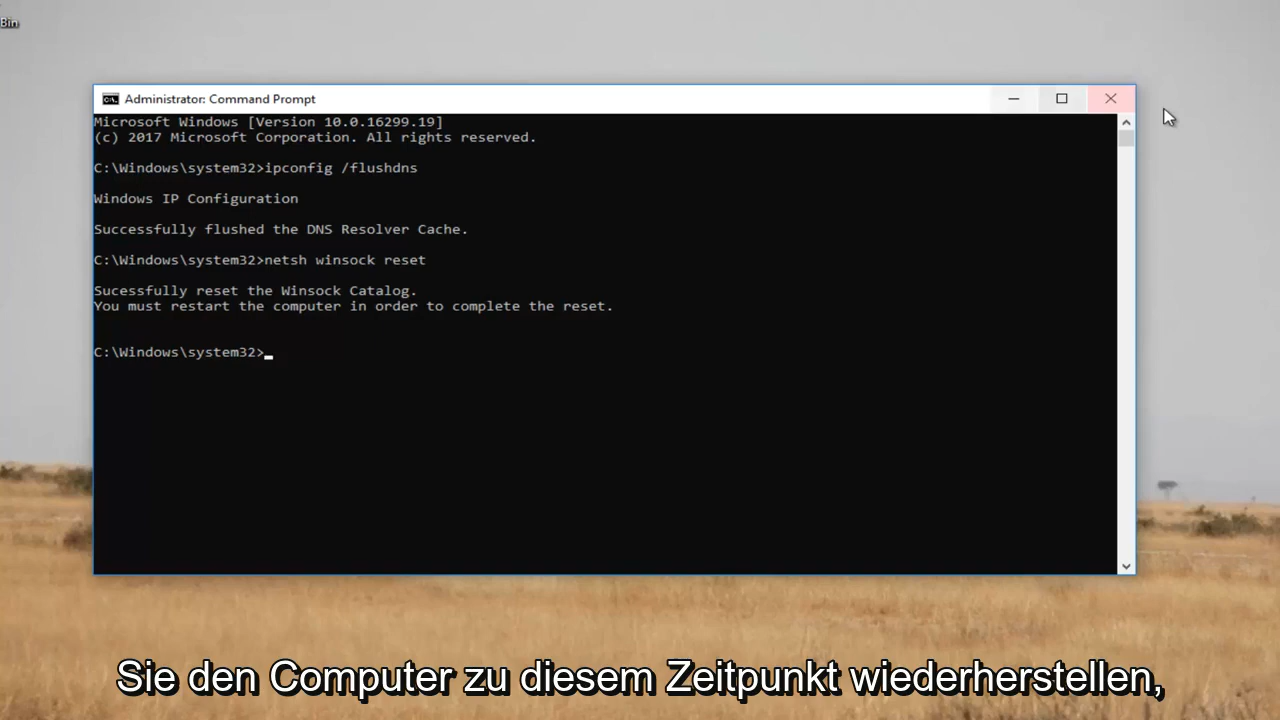 Bin
Administrator: Command Prompt
Microsoft Windows [Version 10.0.16299.19]
(c) 2017 Microsoft Corporation. All rights reserved.
C:\Windows\system32>ipconfig /flushdns
Windows IP Configuration
Successfully flushed the DNS Resolver Cache.
C:\Windows\system32>netsh winsock reset
Sucessfully reset the Winsock Catalog.
You must restart the computer in order to complete the reset.
C:\Windows\system32>
Sie den Computer zu diesem Zeitpunkt wiederherstellen,